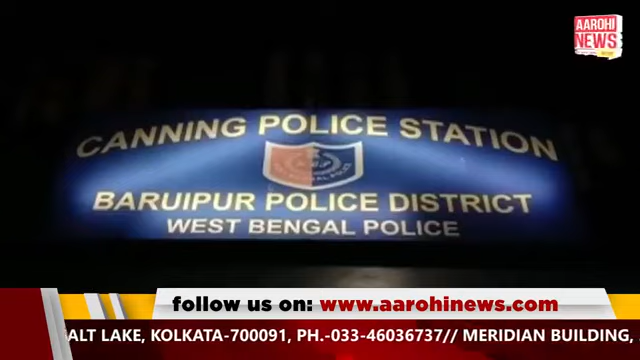 AAROHI
NEWS
CANNING POLICE STATION
BARUIPUR POLICE DISTRICT
WEST BENGAL POLICE
follow us on: www.aarohinews.com
ALT LAKE, KOLKATA-700091, PH.-033-46036737// MERIDIAN BUILDING,